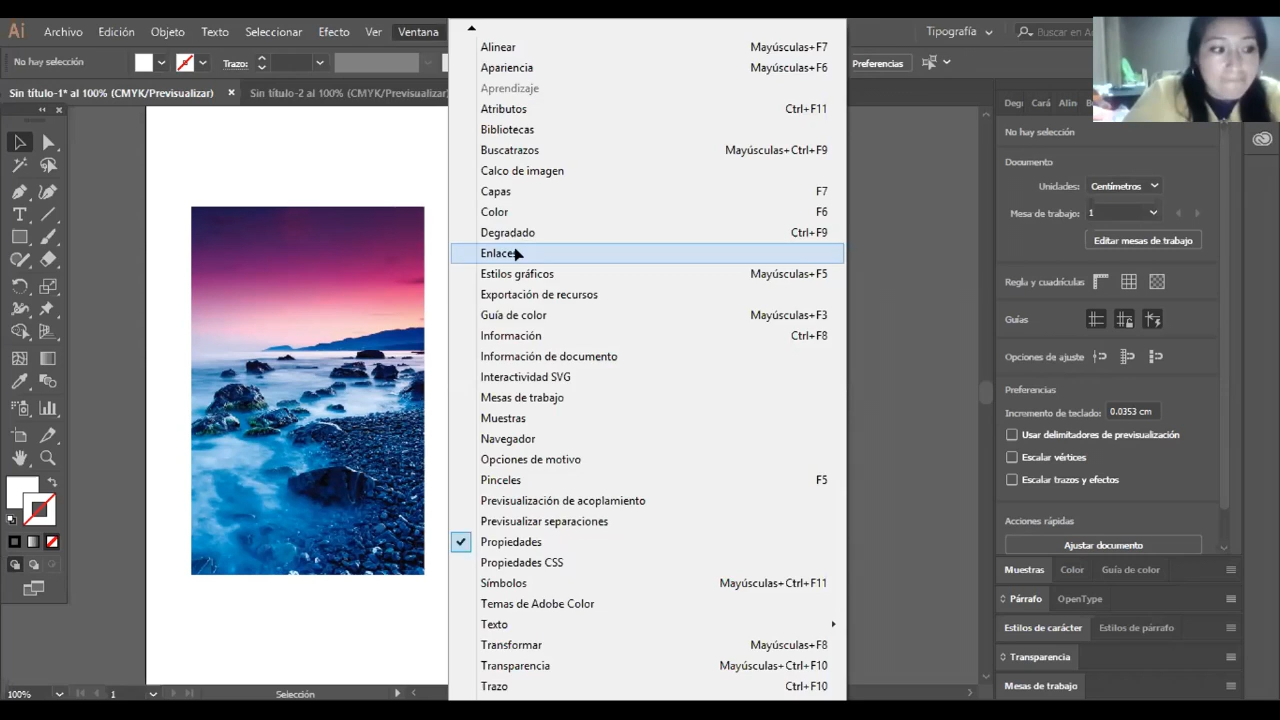 Ai Archivo Edición Objeto Texto Seleccionar Efecto Ver Ventana Tipografía Buscar en
No hay selección Trazo: Preferencias
Sin título-1* al 100% (CMYK/Previsualizar) × Sin título-2 al 100% (CMYK/Previsualizar)
Alinear Mayúsculas+F7
Apariencia Mayúsculas+F6
Aprendizaje
Atributos Ctrl+F11
Bibliotecas
Buscatrazos Mayúsculas+Ctrl+F9
Calco de imagen
Capas F7
Color F6
Degradado Ctrl+F9
Enlaces
Estilos gráficos Mayúsculas+F5
Exportación de recursos
Guía de color Mayúsculas+F3
Información Ctrl+F8
Información de documento
Interactividad SVG
Mesas de trabajo
Muestras
Navegador
Opciones de motivo
Pinceles F5
Previsualización de acoplamiento
Previsualizar separaciones
Propiedades
Propiedades CSS
Símbolos Mayúsculas+Ctrl+F11
Temas de Adobe Color
Texto
Transformar Mayúsculas+F8
Transparencia Mayúsculas+Ctrl+F10
Trazo Ctrl+F10
Cará Alin
No hay selección
Documento
Unidades: Centímetros
Mesa de trabajo: 1
Editar mesas de trabajo
Regla y cuadrículas
Guías
Opciones de ajuste
Preferencias
Incremento de teclado: 0.0353 cm
Usar delimitadores de previsualización
Escalar vértices
Escalar trazos y efectos
Acciones rápidas
Ajustar documento
Muestras Color Guía de color
Párrafo OpenType
Estilos de carácter Estilos de párrafo
Transparencia
Mesas de trabajo
100% 1 Selección